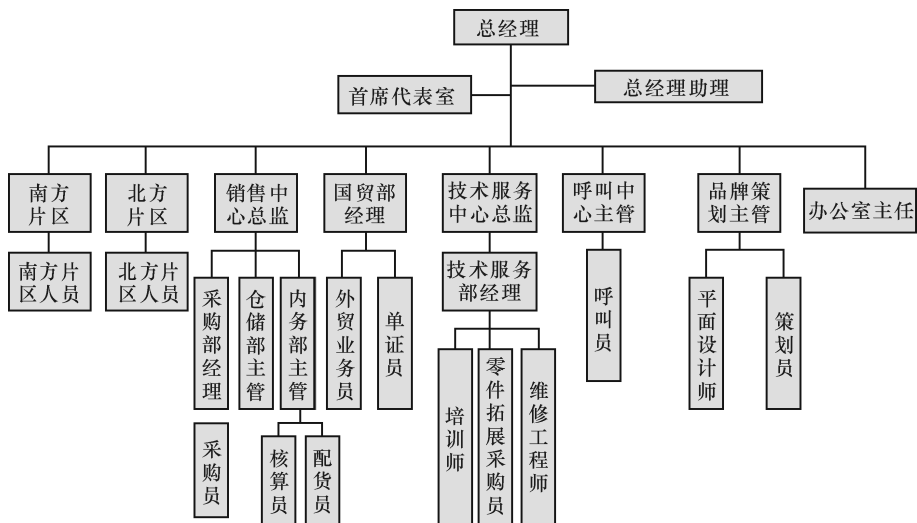 总经理
首席代表室
总经理助理
南方
片区
北方
片区
销售中
心总监
国贸部
经理
技术服务
中心总监
呼叫中
心主管
品牌策
划主管
办公室主任
南方片
区人员
北方片
区人员
采购部经理
仓储部主管
内务部主管
外贸业务员
单证员
技术服务
部经理
呼叫员
平面设计师
策划员
采购员
核算员
配货员
培训师
零件拓展采购员
维修工程师